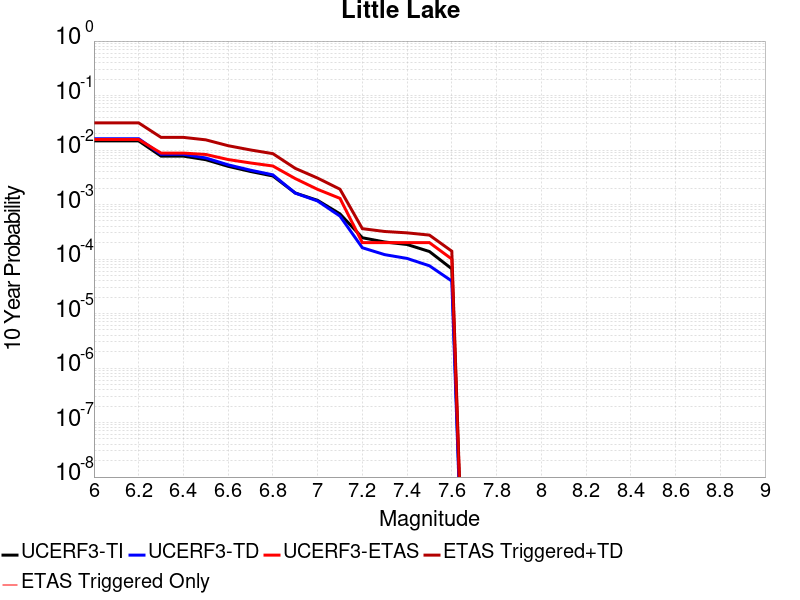 Little Lake
10 Year Probability
10^0
10^-1
10^-2
10^-3
10^-4
10^-5
10^-6
10^-7
10^-8
6 6.2 6.4 6.6 6.8 7 7.2 7.4 7.6 7.8 8 8.2 8.4 8.6 8.8 9
Magnitude
UCERF3-TI UCERF3-TD UCERF3-ETAS ETAS Triggered+TD
ETAS Triggered Only